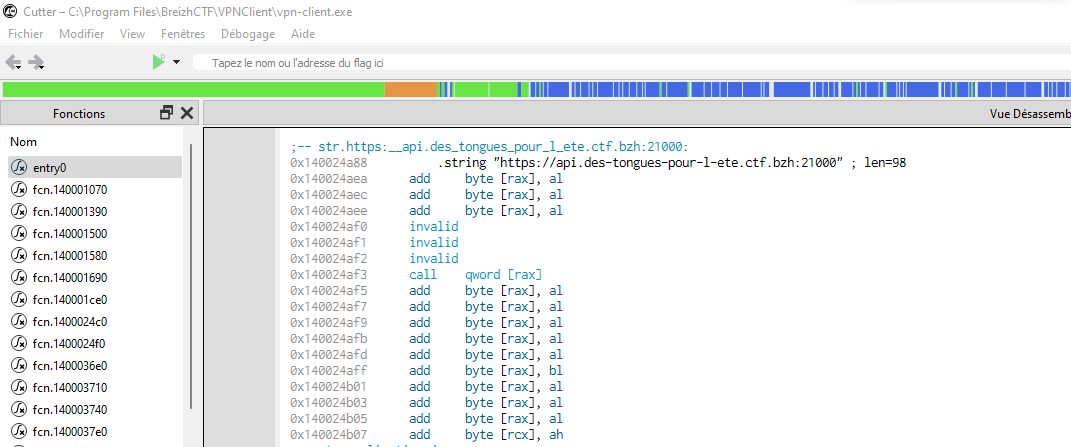 Cutter – C:\Program Files\BreizhCTF\VPNClient\vpn-client.exe
Fichier Modifier View Fenêtres Débogage Aide
Tapez le nom ou l'adresse du flag ici
Fonctions
Vue Désassemb
Nom
entry0
fcn.140001070
fcn.140001390
fcn.140001500
fcn.140001580
fcn.140001690
fcn.140001ce0
fcn.1400024c0
fcn.1400024f0
fcn.1400036e0
fcn.140003710
fcn.140003740
fcn.1400037e0
;-- str.https:__api.des_tongues_pour_l_ete.ctf.bzh:21000:
0x140024a88 .string "https://api.des-tongues-pour-l-ete.ctf.bzh:21000" ; len=98
0x140024aea add byte [rax], al
0x140024aec add byte [rax], al
0x140024aee add byte [rax], al
0x140024af0 invalid
0x140024af1 invalid
0x140024af2 invalid
0x140024af3 call qword [rax]
0x140024af5 add byte [rax], al
0x140024af7 add byte [rax], al
0x140024af9 add byte [rax], al
0x140024afb add byte [rax], al
0x140024afd add byte [rax], al
0x140024aff add byte [rax], bl
0x140024b01 add byte [rax], al
0x140024b03 add byte [rax], al
0x140024b05 add byte [rax], al
0x140024b07 add byte [rcx], ah